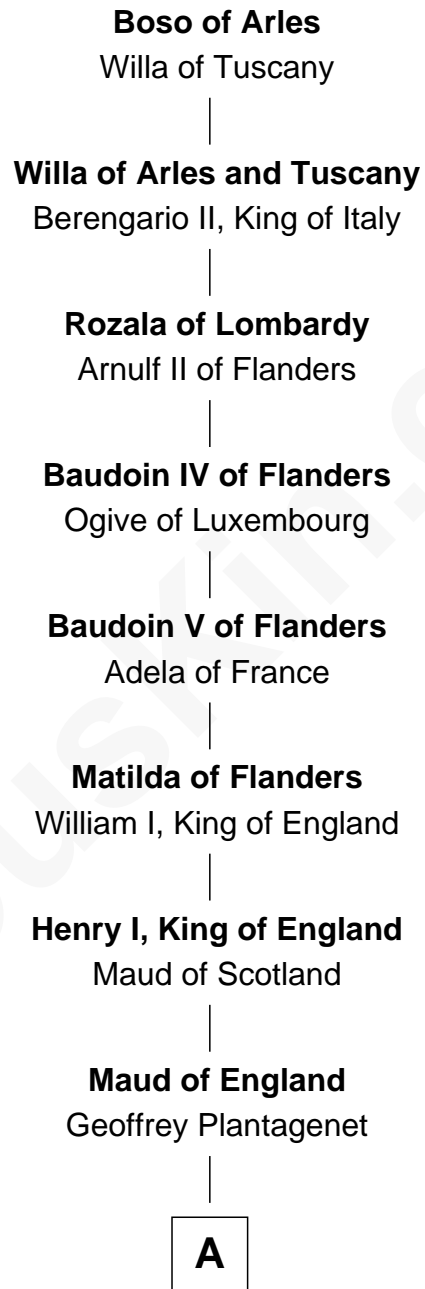 Boso of Arles
Willa of Tuscany
Willa of Arles and Tuscany
Berengario II, King of Italy
Rozala of Lombardy
Arnulf II of Flanders
Baudoin IV of Flanders
Ogive of Luxembourg
Baudoin V of Flanders
Adela of France
Matilda of Flanders
William I, King of England
Henry I, King of England
Maud of Scotland
Maud of England
Geoffrey Plantagenet
A